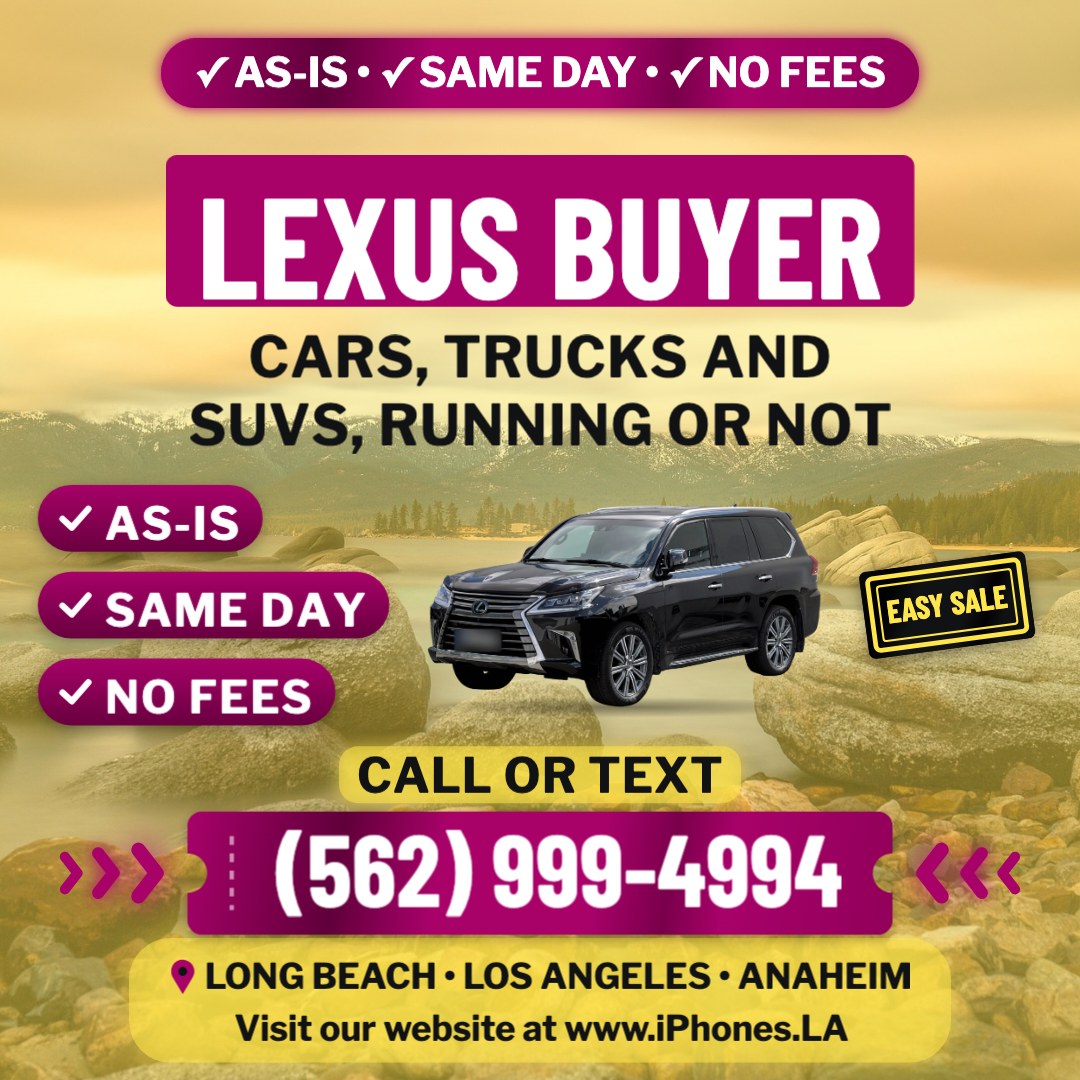 ✓AS-IS • ✓SAME DAY • ✓NO FEES
LEXUS BUYER
CARS, TRUCKS AND
SUVS, RUNNING OR NOT
✓ AS-IS
✓ SAME DAY
✓ NO FEES
EASY SALE
CALL OR TEXT
(562) 999-4994
LONG BEACH • LOS ANGELES • ANAHEIM
Visit our website at www.iPhones.LA